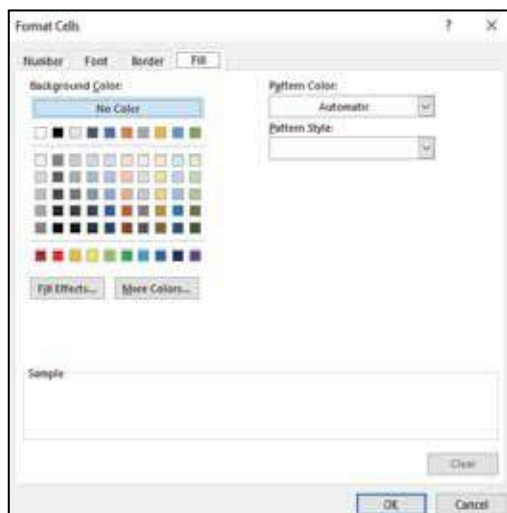 Format Cells ? ×
Number Font Border Fill
Background Color:
No Color
Fill Effects...
More Colors...
Pattern Color:
Automatic
Pattern Style:
Sample
Clear
OK Cancel